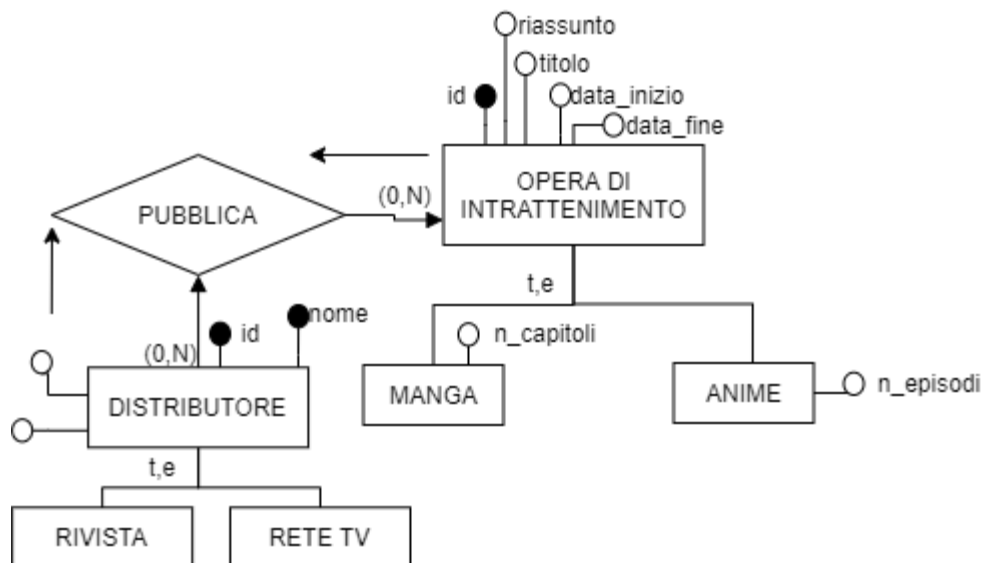 riassunto
titolo
id
data_inizio
data_fine
OPERA DI
INTRATTENIMENTO
(0,N)
PUBBLICA
t,e
id
nome
n_capitoli
(0,N)
MANGA
ANIME
n_episodi
DISTRIBUTORE
t,e
RIVISTA
RETE TV